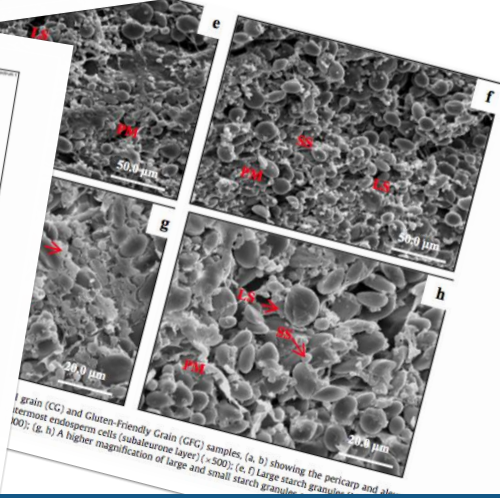 e
PM
50.0 μm
f
SS
PM
LS
50.0 μm
g
20.0 μm
h
LS
SS
PM
20.0 μm
grain (CG) and Gluten-Friendly Grain (GFG) samples, (a, b) showing the pericarp and
termost endosperm cells (subaleurone layer) (×500); (e, f) Large starch granules
(g, h) A higher magnification of large and small starch granules